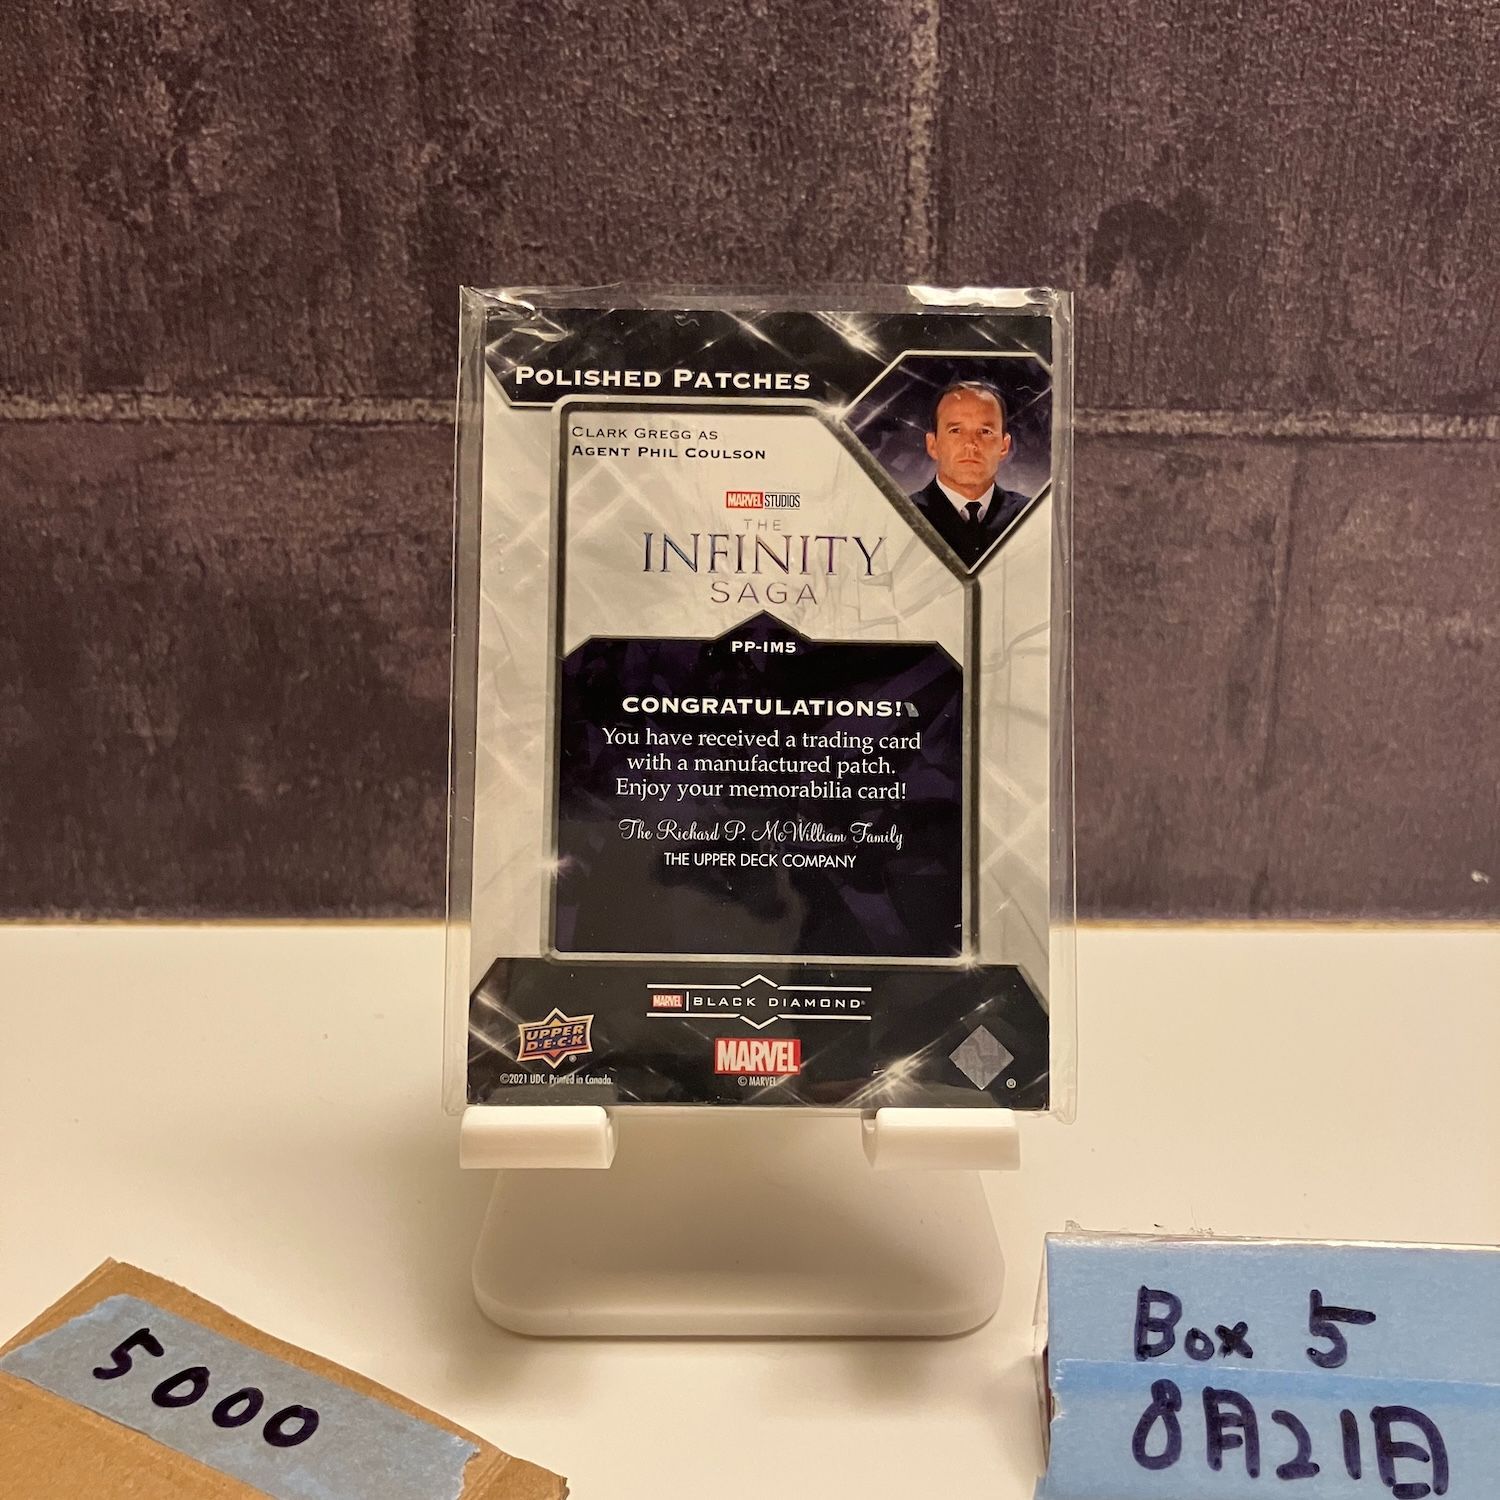 POLISHED PATCHES
CLARK GREGG AS
AGENT PHIL COULSON
MARVEL STUDIOS
THE
INFINITY
SAGA
PP-IM5
CONGRATULATIONS!
You have received a trading card
with a manufactured patch.
Enjoy your memorabilia card!
The Richard P. McWilliam Family
THE UPPER DECK COMPANY
MARVEL BLACK DIAMOND®
UPPER
D·E·C·K®
MARVEL
©2021 UDC. Printed in Canada.
© MARVEL
®
5000
Box 5
8月21日